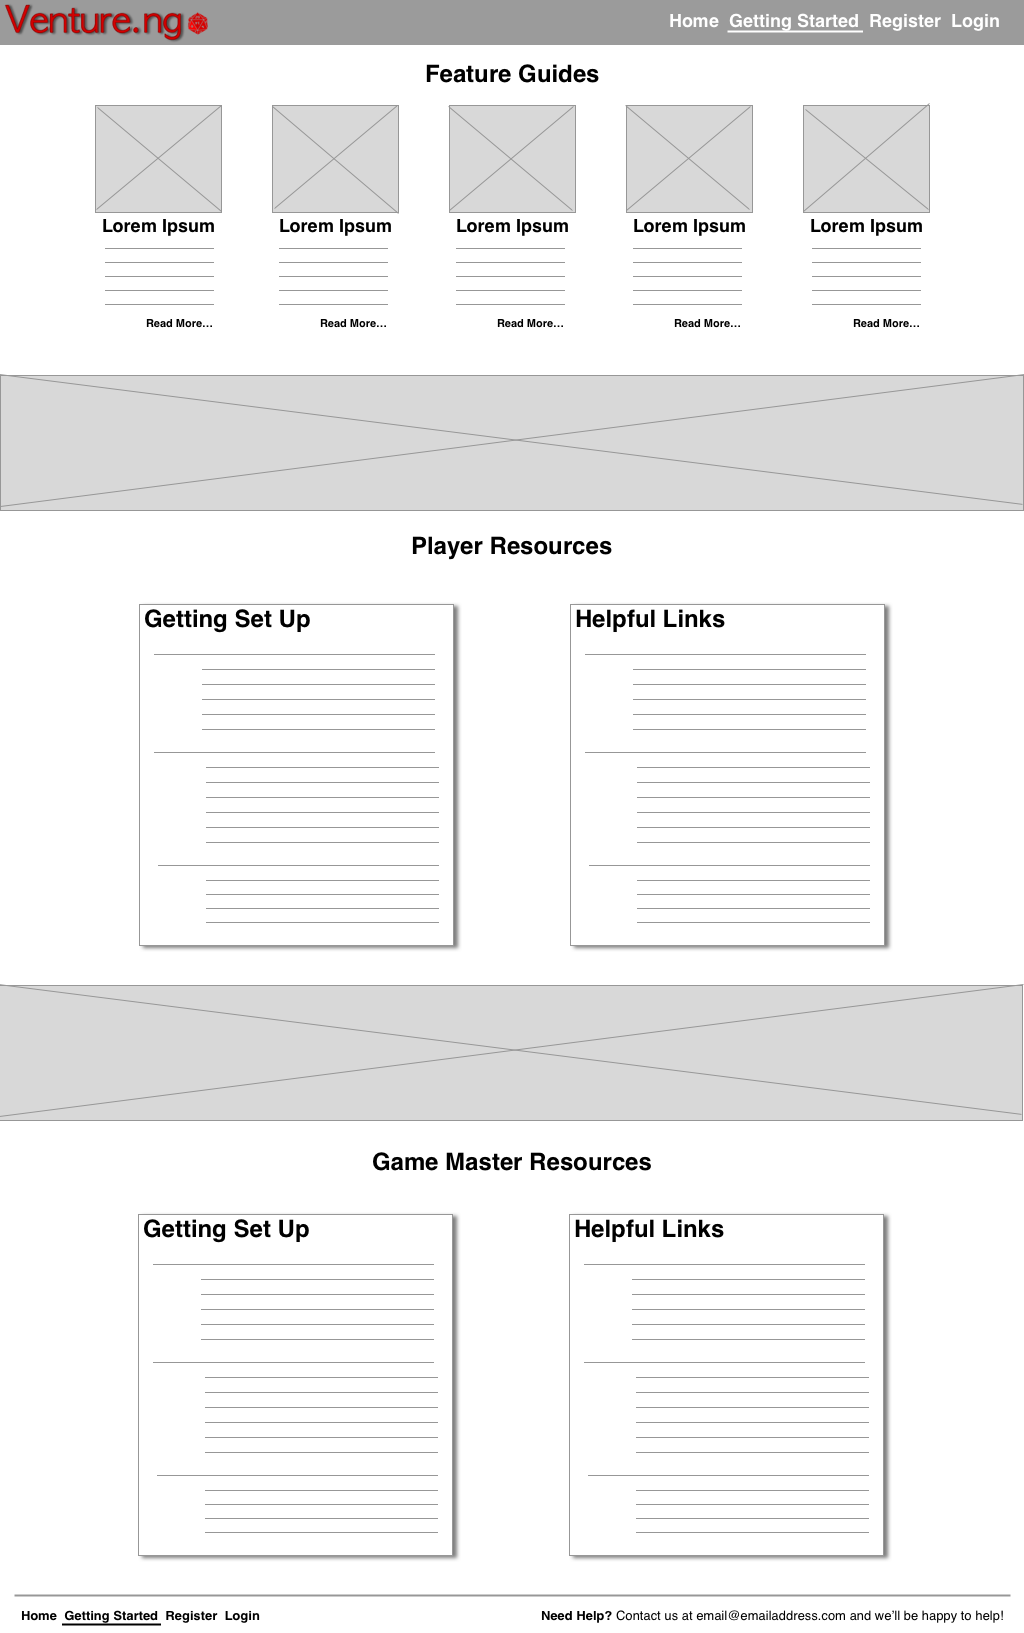 Venture.ng
Home Getting Started Register Login
Feature Guides
Lorem Ipsum Lorem Ipsum Lorem Ipsum Lorem Ipsum Lorem Ipsum
Read More... Read More... Read More... Read More... Read More...
Player Resources
Getting Set Up
Helpful Links
Game Master Resources
Getting Set Up
Helpful Links
Home Getting Started Register Login
Need Help? Contact us at email@emailaddress.com and we'll be happy to help!